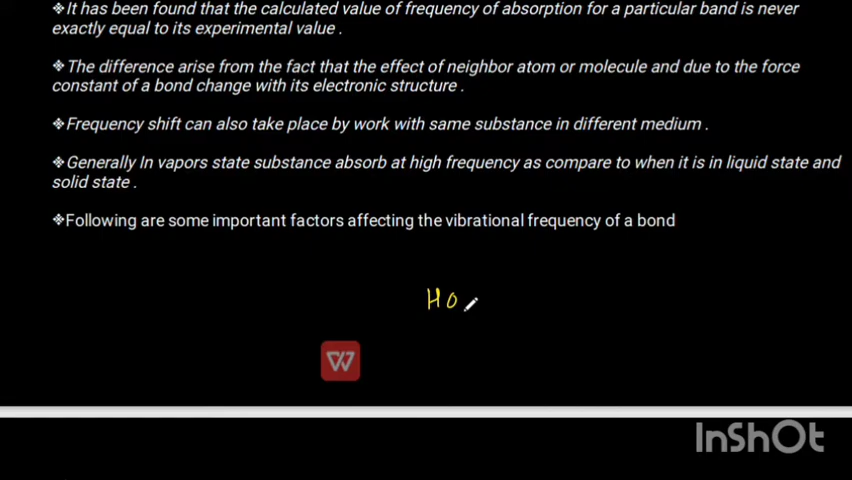 ❖It has been found that the calculated value of frequency of absorption for a particular band is never
exactly equal to its experimental value .
❖The difference arise from the fact that the effect of neighbor atom or molecule and due to the force
constant of a bond change with its electronic structure .
❖Frequency shift can also take place by work with same substance in different medium .
❖Generally In vapors state substance absorb at high frequency as compare to when it is in liquid state and
solid state .
❖Following are some important factors affecting the vibrational frequency of a bond
HO
W
InShOt